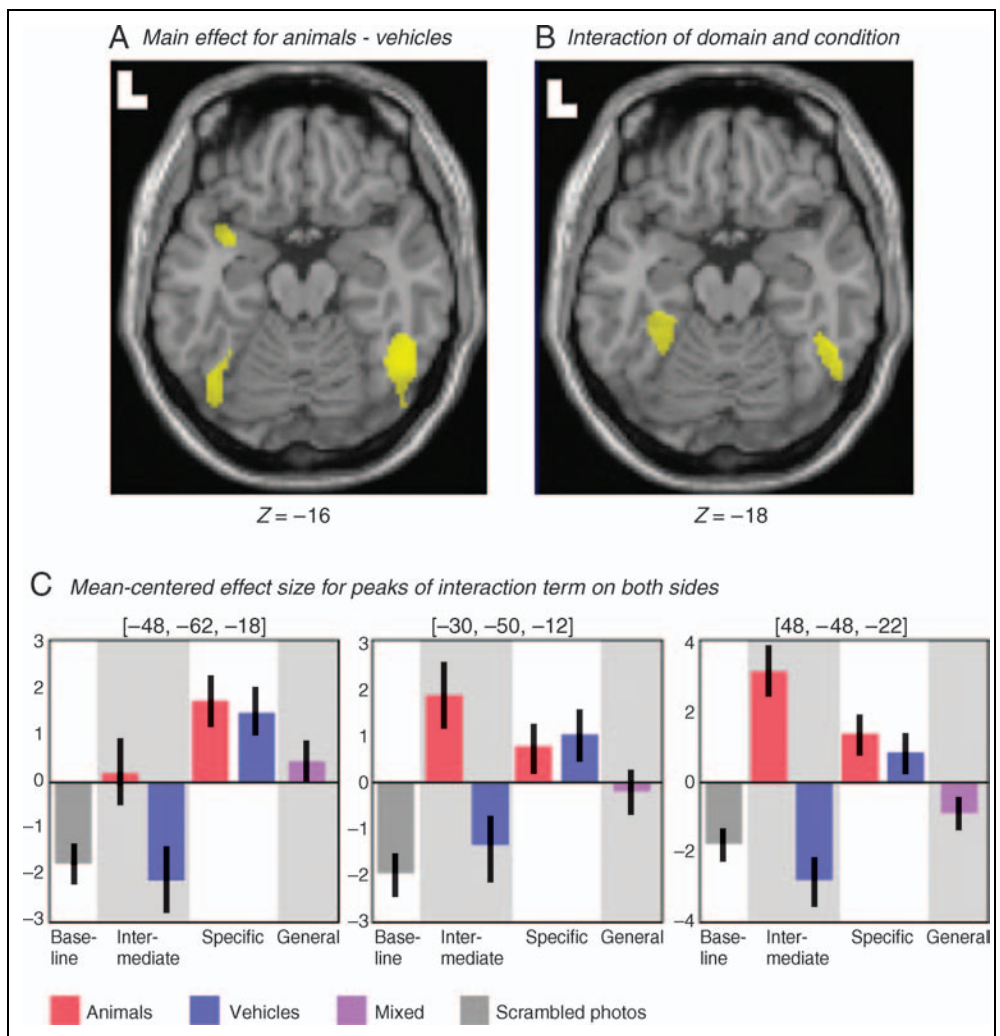 A Main effect for animals - vehicles
B Interaction of domain and condition
L
L
Z = −16
Z = −18
C Mean-centered effect size for peaks of interaction term on both sides
[−48, −62, −18]
[−30, −50, −12]
[48, −48, −22]
3
2
1
0
−1
−2
−3
3
2
1
0
−1
−2
−3
4
2
0
−2
−4
Base-
line
Inter-
mediate
Specific
General
Base-
line
Inter-
mediate
Specific
General
Base-
line
Inter-
mediate
Specific
General
Animals
Vehicles
Mixed
Scrambled photos